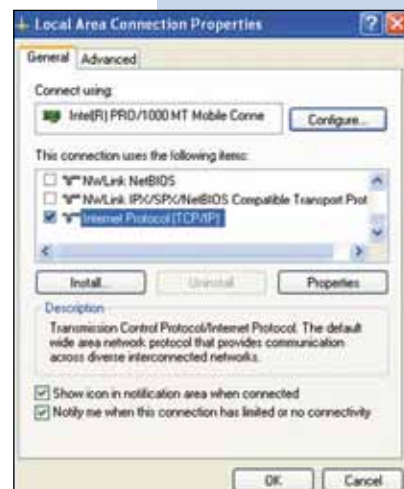 Local Area Connection Properties
General Advanced
Connect using:
Intel(R) PRO/1000 MT Mobile Conne
Configure...
This connection uses the following items:
NWLink NetBIOS
NWLink IPX/SPX/NetBIOS Compatible Transport Prot
Internet Protocol (TCP/IP)
Install... Uninstall Properties
Description
Transmission Control Protocol/Internet Protocol. The default
wide area network protocol that provides communication
across diverse interconnected networks.
Show icon in notification area when connected
Notify me when this connection has limited or no connectivity
OK Cancel